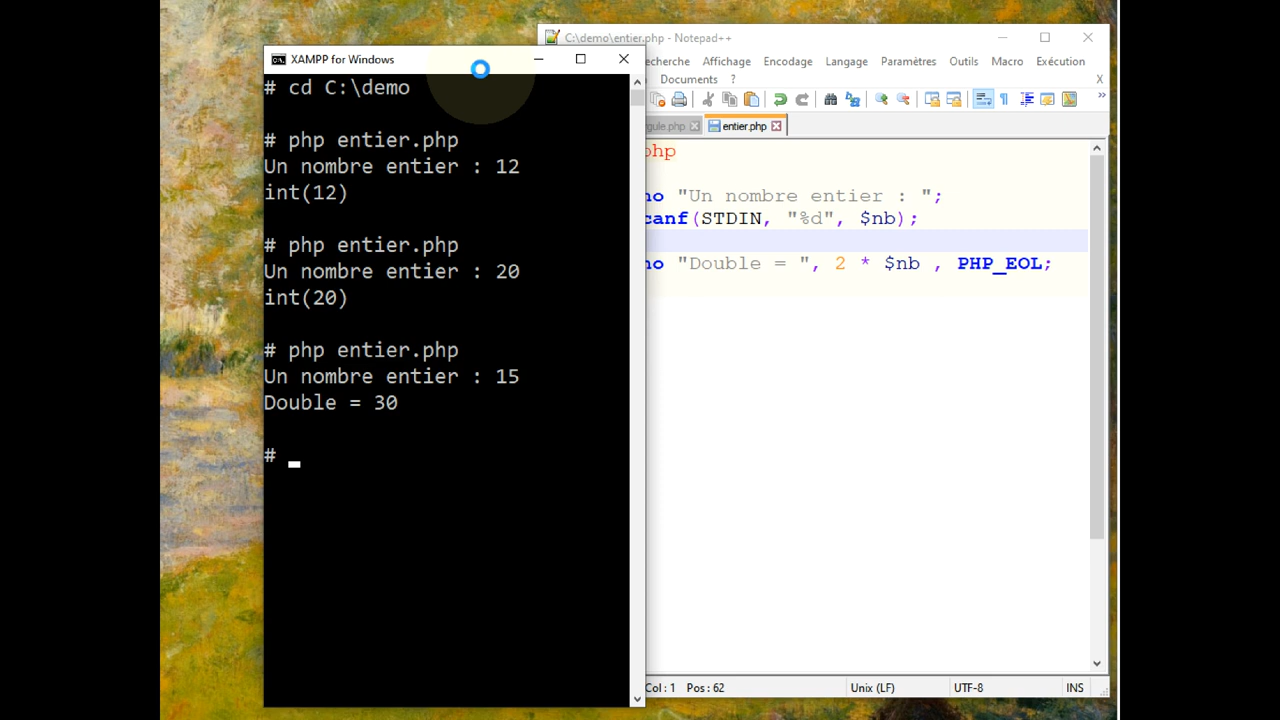 C:\demo\entier.php - Notepad++
XAMPP for Windows
echerche Affichage Encodage Langage Paramètres Outils Macro Exécution
Documents ? X
gule.php entier.php
# cd C:\demo
# php entier.php
Un nombre entier : 12
int(12)
# php entier.php
Un nombre entier : 20
int(20)
# php entier.php
Un nombre entier : 15
Double = 30
#
php
ho "Un nombre entier : ";
canf(STDIN, "%d", $nb);
ho "Double = ", 2 * $nb , PHP_EOL;
Col : 1 Pos : 62 Unix (LF) UTF-8 INS